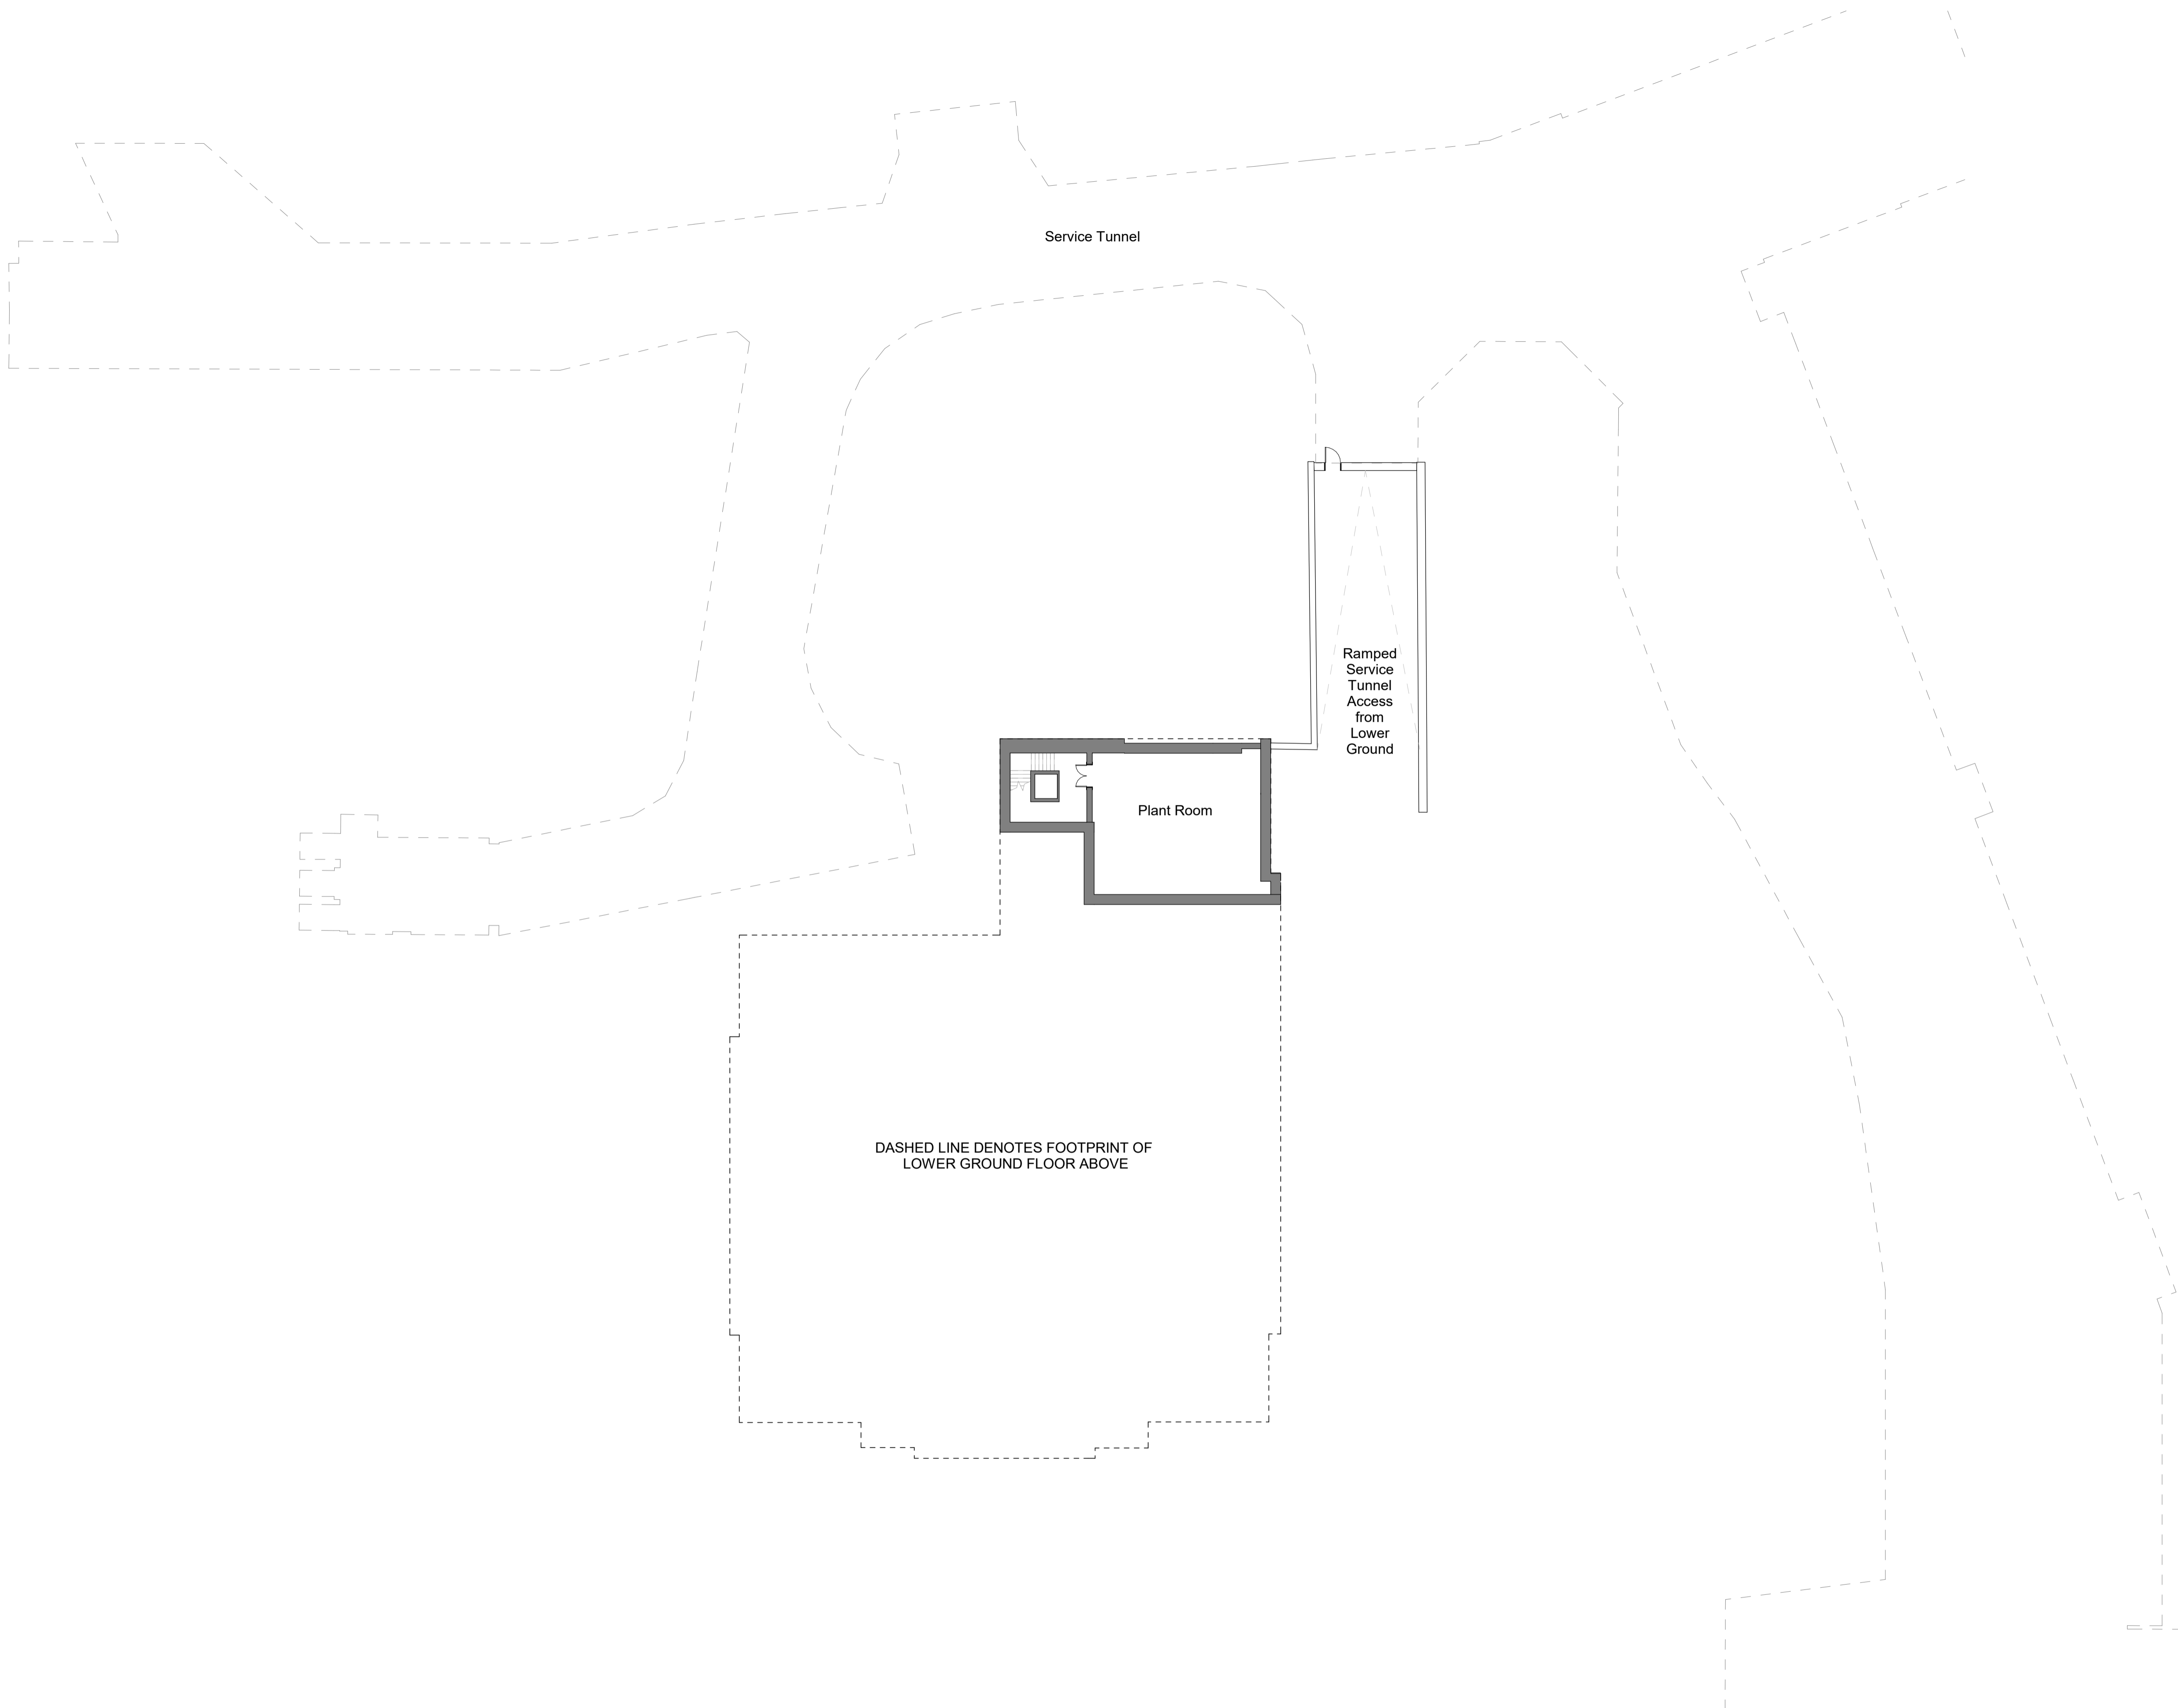 Service Tunnel
Ramped
Service
Tunnel
Access
from
Lower
Ground
Plant Room
DASHED LINE DENOTES FOOTPRINT OF
LOWER GROUND FLOOR ABOVE